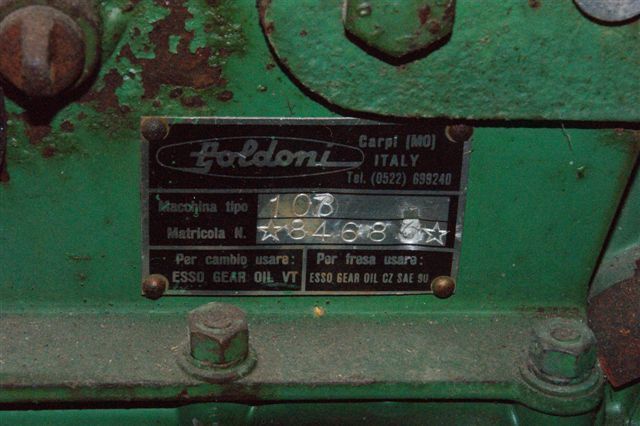 Goldoni
Carpi (MO)
ITALY
Tel. (0522) 699240
Macchina tipo 108
Matricola N. ☆84685☆
Per cambio usare:
ESSO GEAR OIL VT
Per fresa usare:
ESSO GEAR OIL CZ SAE 90